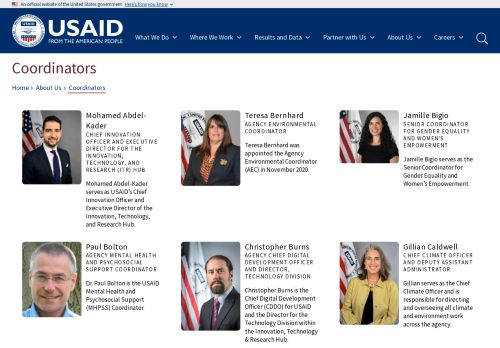 An official website of the United States government Here's how you know
USAID
FROM THE AMERICAN PEOPLE
What We Do
Where We Work
Results and Data
Partner with Us
About Us
Careers
Coordinators
Home › About Us › Coordinators
Mohamed Abdel-
Kader
CHIEF INNOVATION
OFFICER AND EXECUTIVE
DIRECTOR FOR THE
INNOVATION,
TECHNOLOGY, AND
RESEARCH (ITR) HUB
Mohamed Abdel-Kader
serves as USAID's Chief
Innovation Officer and
Executive Director of the
Innovation, Technology,
and Research Hub.
Teresa Bernhard
AGENCY ENVIRONMENTAL
COORDINATOR
Teresa Bernhard was
appointed the Agency
Environmental Coordinator
(AEC) in November 2020.
Jamille Bigio
SENIOR COORDINATOR
FOR GENDER EQUALITY
AND WOMEN'S
EMPOWERMENT
Jamille Bigio serves as the
Senior Coordinator for
Gender Equality and
Women's Empowerment.
Paul Bolton
AGENCY MENTAL HEALTH
AND PSYCHOSOCIAL
SUPPORT COORDINATOR
Dr. Paul Bolton is the USAID
Mental Health and
Psychosocial Support
(MHPSS) Coordinator.
Christopher Burns
AGENCY CHIEF DIGITAL
DEVELOPMENT OFFICER
AND DIRECTOR,
TECHNOLOGY DIVISION
Christopher Burns is the
Chief Digital Development
Officer (CDDO) for USAID
and the Director for the
Technology Division within
the Innovation, Technology
& Research Hub.
Gillian Caldwell
CHIEF CLIMATE OFFICER
AND DEPUTY ASSISTANT
ADMINISTRATOR
Gillian serves as the Chief
Climate Officer and is
responsible for directing
and overseeing all climate
and environment work
across the agency.